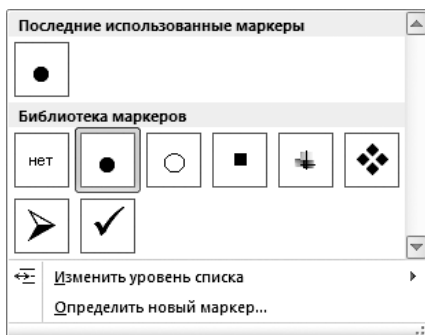 Последние использованные маркеры
Библиотека маркеров
нет
Изменить уровень списка
Определить новый маркер...